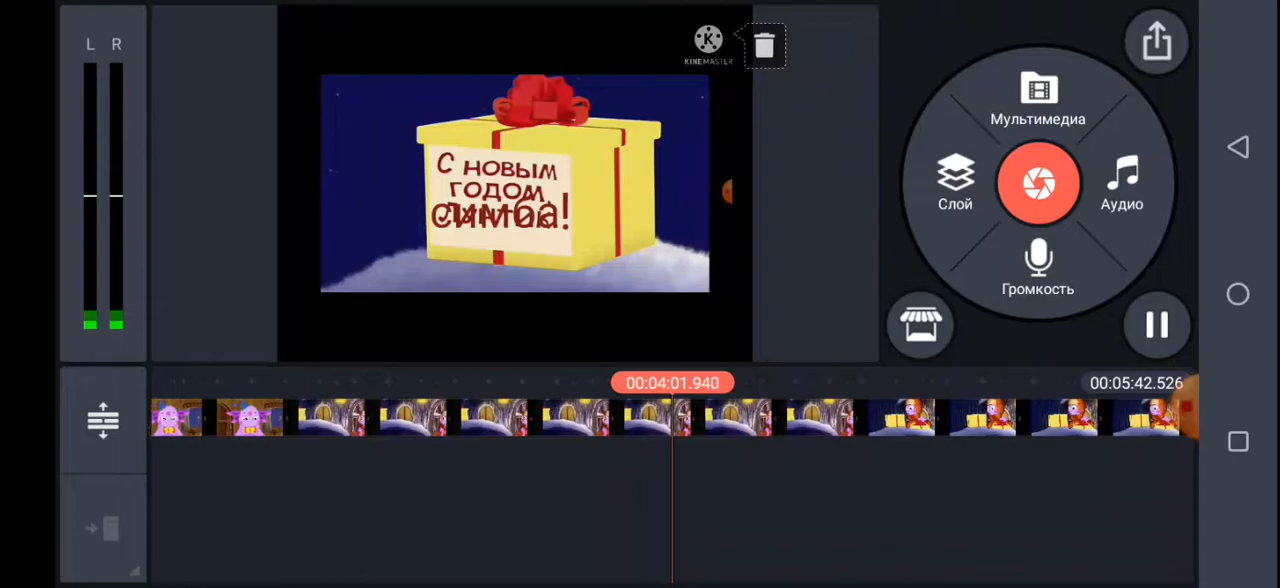 L R
KINEMASTER
С НОВЫМ
ГОДОМ,
симба!
Мультимедиа
Слой
Аудио
Громкость
00:04:01.940
00:05:42.526